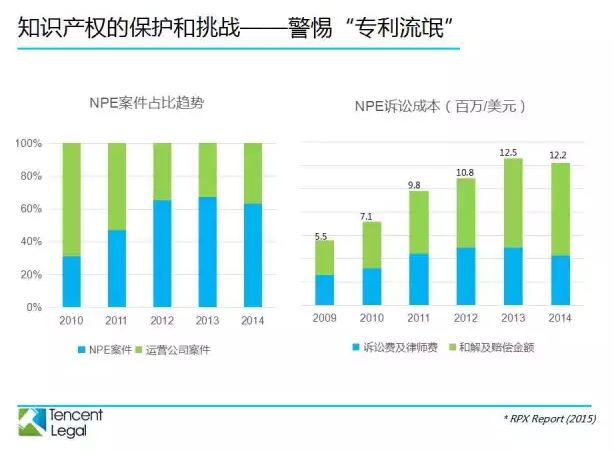 知识产权的保护和挑战——警惕“专利流氓”
NPE案件占比趋势
100%
80%
60%
40%
20%
0%
2010 2011 2012 2013 2014
NPE案件 运营公司案件
NPE诉讼成本（百万/美元）
5.5 7.1 9.8 10.8 12.5 12.2
2009 2010 2011 2012 2013 2014
诉讼费及律师费 和解及赔偿金额
Tencent
Legal
* RPX Report (2015)